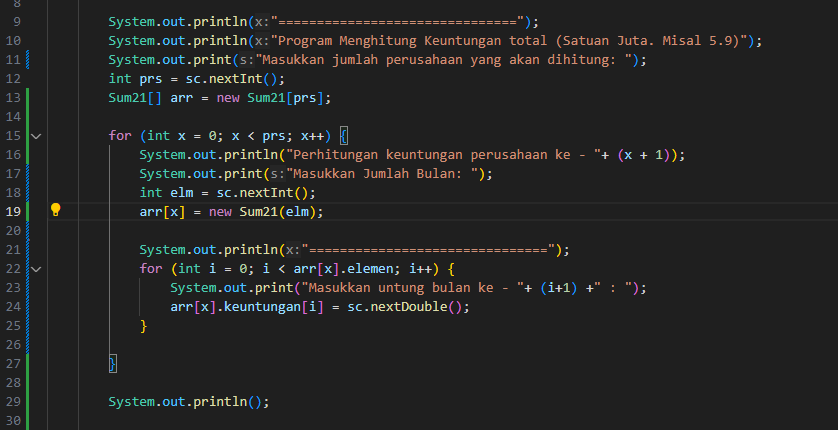 8
9 System.out.println(x:"===============================");
10 System.out.println(x:"Program Menghitung Keuntungan total (Satuan Juta. Misal 5.9)");
11 System.out.print(s:"Masukkan jumlah perusahaan yang akan dihitung: ");
12 int prs = sc.nextInt();
13 Sum21[] arr = new Sum21[prs];
14
15 for (int x = 0; x < prs; x++) {
16 System.out.println("Perhitungan keuntungan perusahaan ke - "+ (x + 1));
17 System.out.print(s:"Masukkan Jumlah Bulan: ");
18 int elm = sc.nextInt();
19 arr[x] = new Sum21(elm);
20
21 System.out.println(x:"===============================");
22 for (int i = 0; i < arr[x].elemen; i++) {
23 System.out.print("Masukkan untung bulan ke - "+ (i+1) +" : ");
24 arr[x].keuntungan[i] = sc.nextDouble();
25 }
26
27 }
28
29 System.out.println();
30